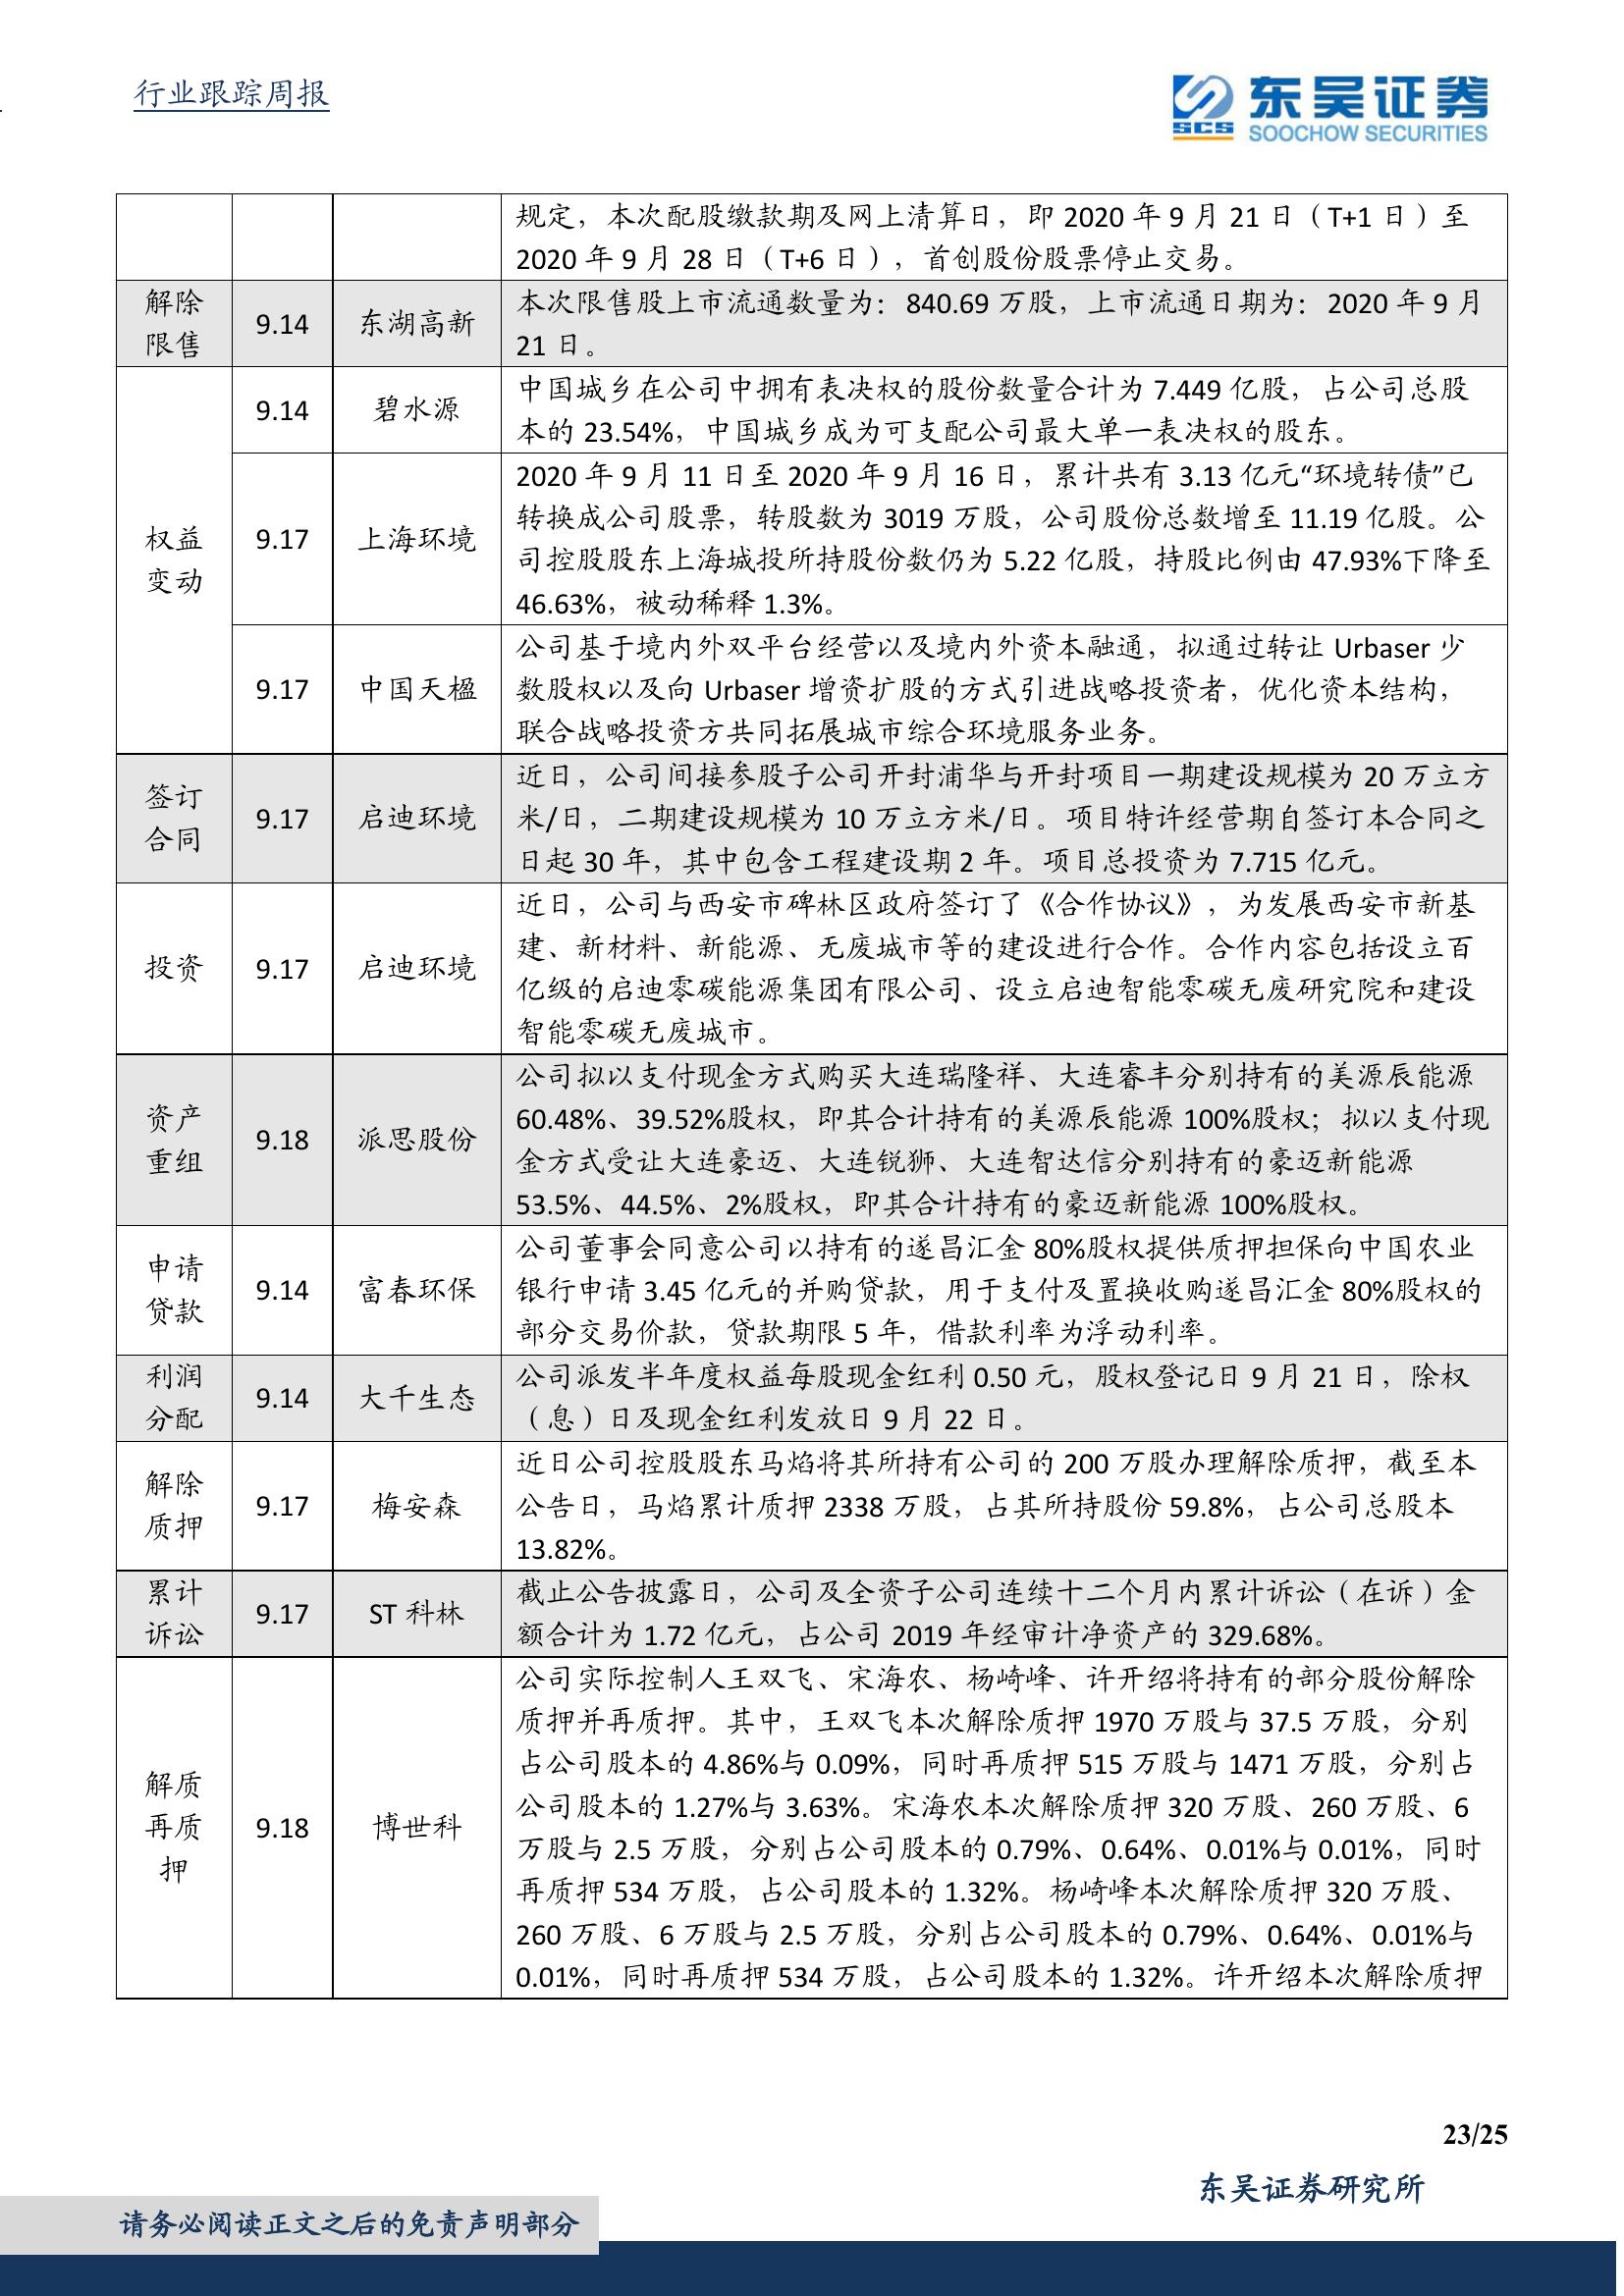 行业跟踪周报
东吴证券
SCS
SOOCHOW SECURITIES
规定，本次配股缴款期及网上清算日，即 2020 年 9 月 21 日（T+1 日）至
2020 年 9 月 28 日（T+6 日），首创股份股票停止交易。
解除
限售
9.14
东湖高新
本次限售股上市流通数量为：840.69 万股，上市流通日期为：2020 年 9 月
21 日。
权益
变动
9.14
碧水源
中国城乡在公司中拥有表决权的股份数量合计为 7.449 亿股，占公司总股
本的 23.54%，中国城乡成为可支配公司最大单一表决权的股东。
9.17
上海环境
2020 年 9 月 11 日至 2020 年 9 月 16 日，累计共有 3.13 亿元“环境转债”已
转换成公司股票，转股数为 3019 万股，公司股份总数增至 11.19 亿股。公
司控股股东上海城投所持股份数仍为 5.22 亿股，持股比例由 47.93%下降至
46.63%，被动稀释 1.3%。
9.17
中国天楹
公司基于境内外双平台经营以及境内外资本融通，拟通过转让 Urbaser 少
数股权以及向 Urbaser 增资扩股的方式引进战略投资者，优化资本结构，
联合战略投资方共同拓展城市综合环境服务业务。
签订
合同
9.17
启迪环境
近日，公司间接参股子公司开封浦华与开封项目一期建设规模为 20 万立方
米/日，二期建设规模为 10 万立方米/日。项目特许经营期自签订本合同之
日起 30 年，其中包含工程建设期 2 年。项目总投资为 7.715 亿元。
投资
9.17
启迪环境
近日，公司与西安市碑林区政府签订了《合作协议》，为发展西安市新基
建、新材料、新能源、无废城市等的建设进行合作。合作内容包括设立百
亿级的启迪零碳能源集团有限公司、设立启迪智能零碳无废研究院和建设
智能零碳无废城市。
资产
重组
9.18
派思股份
公司拟以支付现金方式购买大连瑞隆祥、大连睿丰分别持有的美源辰能源
60.48%、39.52%股权，即其合计持有的美源辰能源 100%股权；拟以支付现
金方式受让大连豪迈、大连锐狮、大连智达信分别持有的豪迈新能源
53.5%、44.5%、2%股权，即其合计持有的豪迈新能源 100%股权。
申请
贷款
9.14
富春环保
公司董事会同意公司以持有的遂昌汇金 80%股权提供质押担保向中国农业
银行申请 3.45 亿元的并购贷款，用于支付及置换收购遂昌汇金 80%股权的
部分交易价款，贷款期限 5 年，借款利率为浮动利率。
利润
分配
9.14
大千生态
公司派发半年度权益每股现金红利 0.50 元，股权登记日 9 月 21 日，除权
（息）日及现金红利发放日 9 月 22 日。
解除
质押
9.17
梅安森
近日公司控股股东马焰将其所持有公司的 200 万股办理解除质押，截至本
公告日，马焰累计质押 2338 万股，占其所持股份 59.8%，占公司总股本
13.82%。
累计
诉讼
9.17
ST 科林
截止公告披露日，公司及全资子公司连续十二个月内累计诉讼（在诉）金
额合计为 1.72 亿元，占公司 2019 年经审计净资产的 329.68%。
解质
再质
押
9.18
博世科
公司实际控制人王双飞、宋海农、杨崎峰、许开绍将持有的部分股份解除
质押并再质押。其中，王双飞本次解除质押 1970 万股与 37.5 万股，分别
占公司股本的 4.86%与 0.09%，同时再质押 515 万股与 1471 万股，分别占
公司股本的 1.27%与 3.63%。宋海农本次解除质押 320 万股、260 万股、6
万股与 2.5 万股，分别占公司股本的 0.79%、0.64%、0.01%与 0.01%，同时
再质押 534 万股，占公司股本的 1.32%。杨崎峰本次解除质押 320 万股、
260 万股、6 万股与 2.5 万股，分别占公司股本的 0.79%、0.64%、0.01%与
0.01%，同时再质押 534 万股，占公司股本的 1.32%。许开绍本次解除质押
23/25
东吴证券研究所
请务必阅读正文之后的免责声明部分